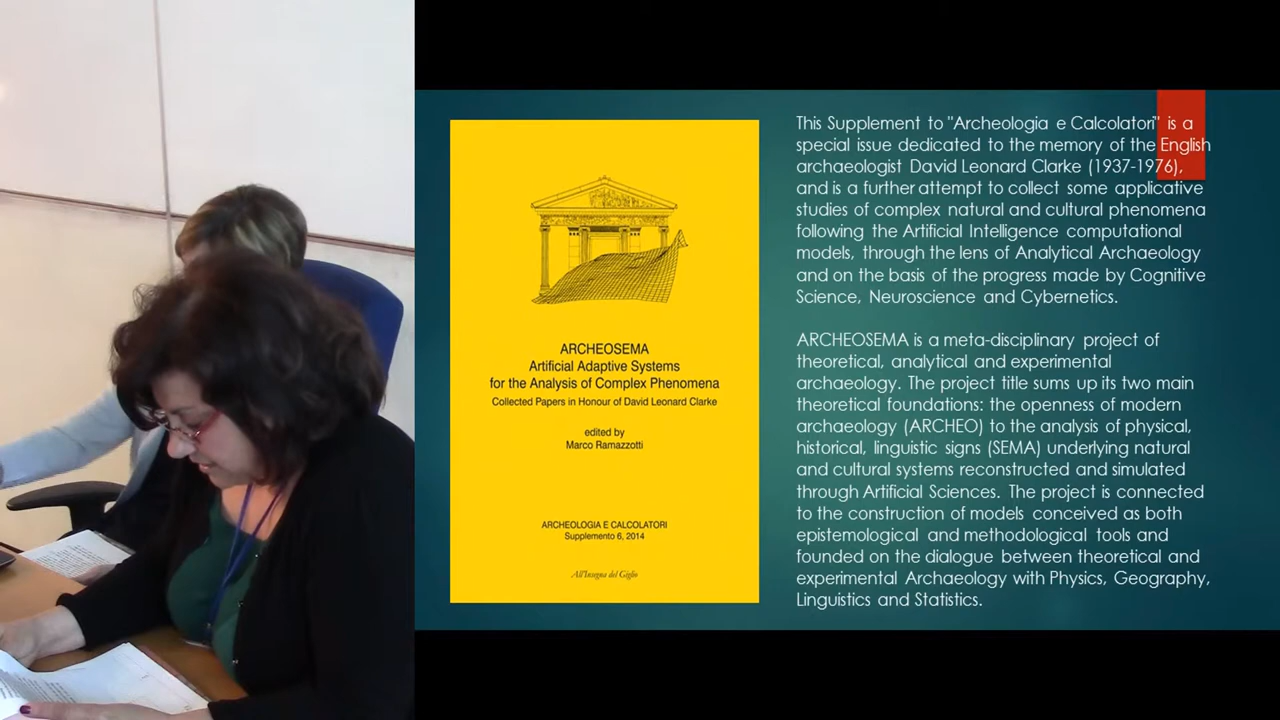 ARCHEOSEMA
Artificial Adaptive Systems
for the Analysis of Complex Phenomena
Collected Papers in Honour of David Leonard Clarke
edited by
Marco Ramazzotti
ARCHEOLOGIA E CALCOLATORI
Supplemento 6, 2014
All'Insegna del Giglio
This Supplement to "Archeologia e Calcolatori" is a
special issue dedicated to the memory of the English
archaeologist David Leonard Clarke (1937-1976),
and is a further attempt to collect some applicative
studies of complex natural and cultural phenomena
following the Artificial Intelligence computational
models, through the lens of Analytical Archaeology
and on the basis of the progress made by Cognitive
Science, Neuroscience and Cybernetics.
ARCHEOSEMA is a meta-disciplinary project of
theoretical, analytical and experimental
archaeology. The project title sums up its two main
theoretical foundations: the openness of modern
archaeology (ARCHEO) to the analysis of physical,
historical, linguistic signs (SEMA) underlying natural
and cultural systems reconstructed and simulated
through Artificial Sciences. The project is connected
to the construction of models conceived as both
epistemological and methodological tools and
founded on the dialogue between theoretical and
experimental Archaeology with Physics, Geography,
Linguistics and Statistics.